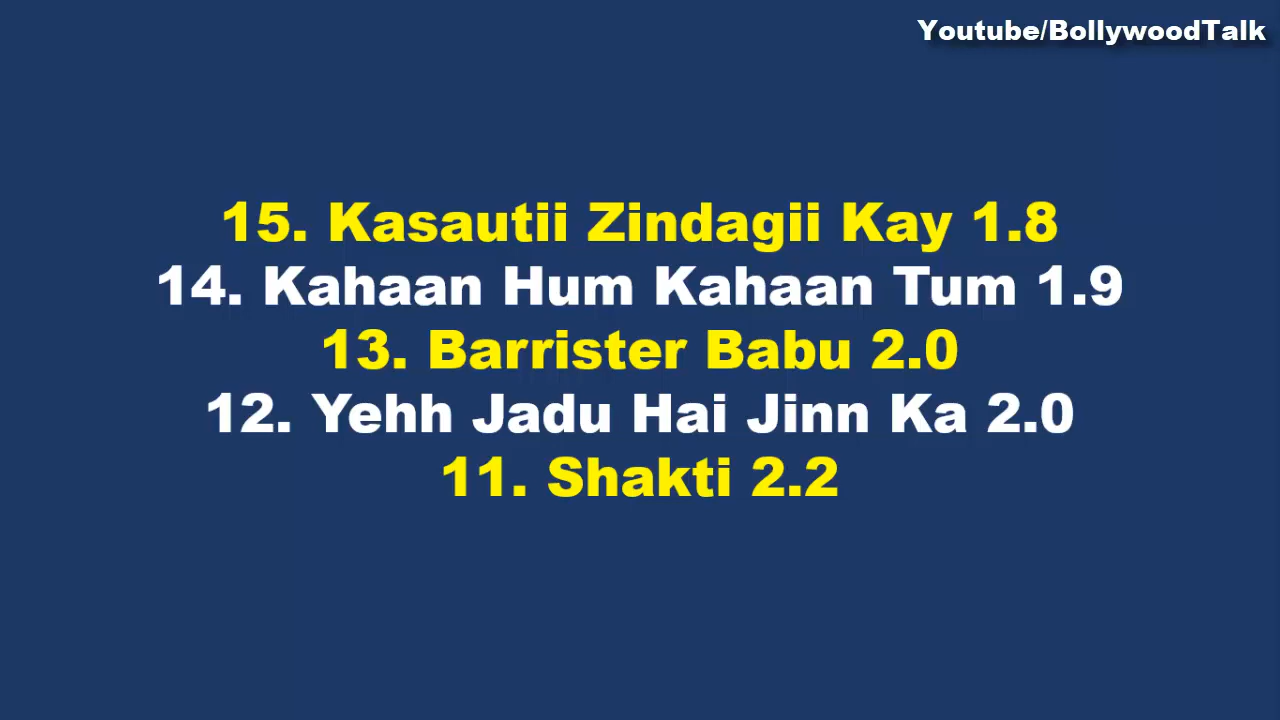 Youtube/BollywoodTalk
15. Kasautii Zindagii Kay 1.8
14. Kahaan Hum Kahaan Tum 1.9
13. Barrister Babu 2.0
12. Yehh Jadu Hai Jinn Ka 2.0
11. Shakti 2.2